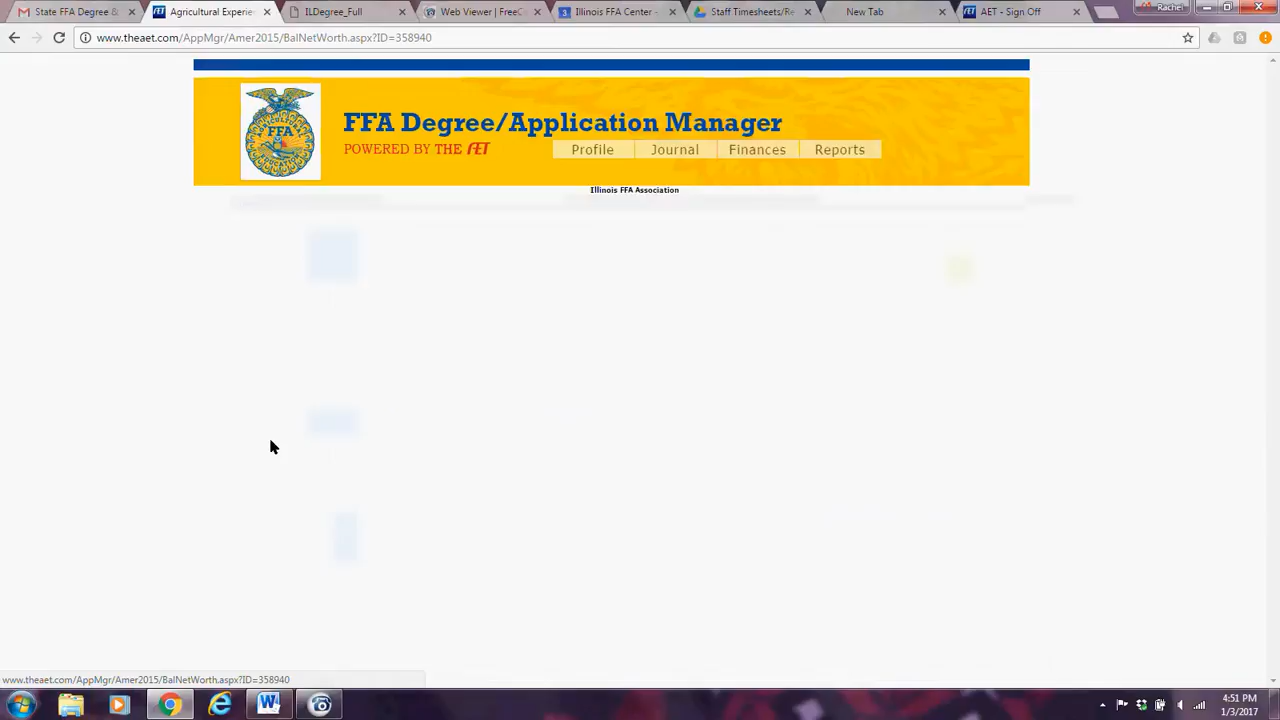 State FFA Degree &
Agricultural Experie
ILDegree_Full
Web Viewer | FreeC
Illinois FFA Center -
Staff Timesheets/Re
New Tab
AET - Sign Off
Rachel
www.theaet.com/AppMgr/Amer2015/BalNetWorth.aspx?ID=358940
FFA
FFA Degree/Application Manager
POWERED BY THE AET
Profile
Journal
Finances
Reports
Illinois FFA Association
www.theaet.com/AppMgr/Amer2015/BalNetWorth.aspx?ID=358940
4:51 PM
1/3/2017